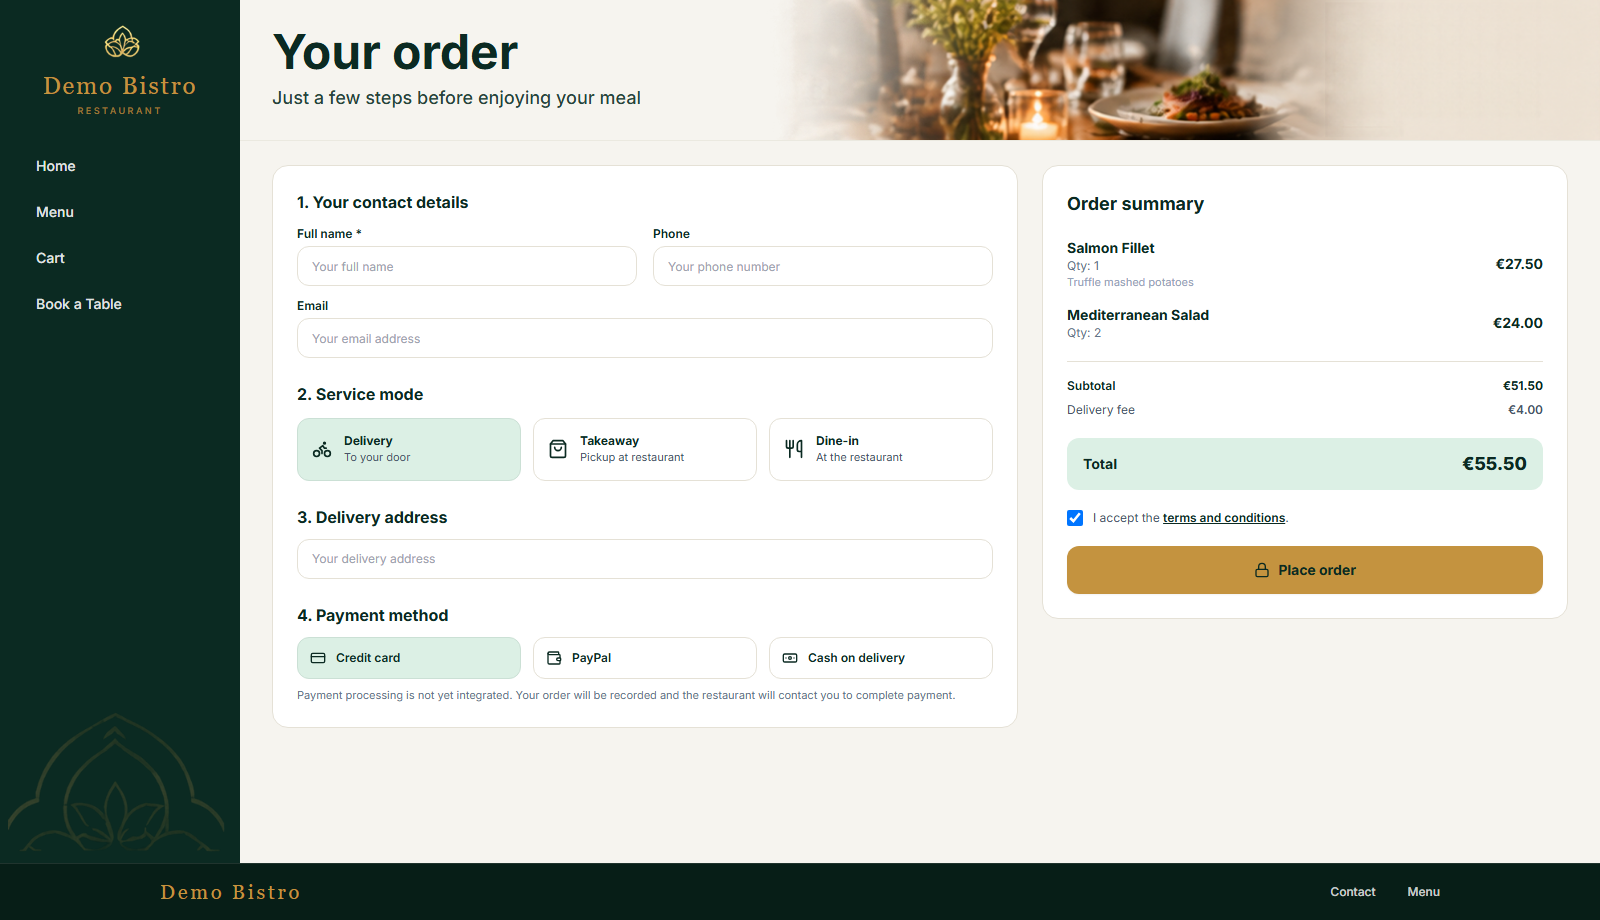 Demo Bistro
RESTAURANT
Home
Menu
Cart
Book a Table
Your order
Just a few steps before enjoying your meal
1. Your contact details
Full name *
Phone
Your full name
Your phone number
Email
Your email address
2. Service mode
Delivery
To your door
Takeaway
Pickup at restaurant
Dine-in
At the restaurant
3. Delivery address
Your delivery address
4. Payment method
Credit card
PayPal
Cash on delivery
Payment processing is not yet integrated. Your order will be recorded and the restaurant will contact you to complete payment.
Order summary
Salmon Fillet
Qty: 1
Truffle mashed potatoes
€27.50
Mediterranean Salad
Qty: 2
€24.00
Subtotal €51.50
Delivery fee €4.00
Total €55.50
I accept the terms and conditions.
Place order
Demo Bistro
Contact Menu